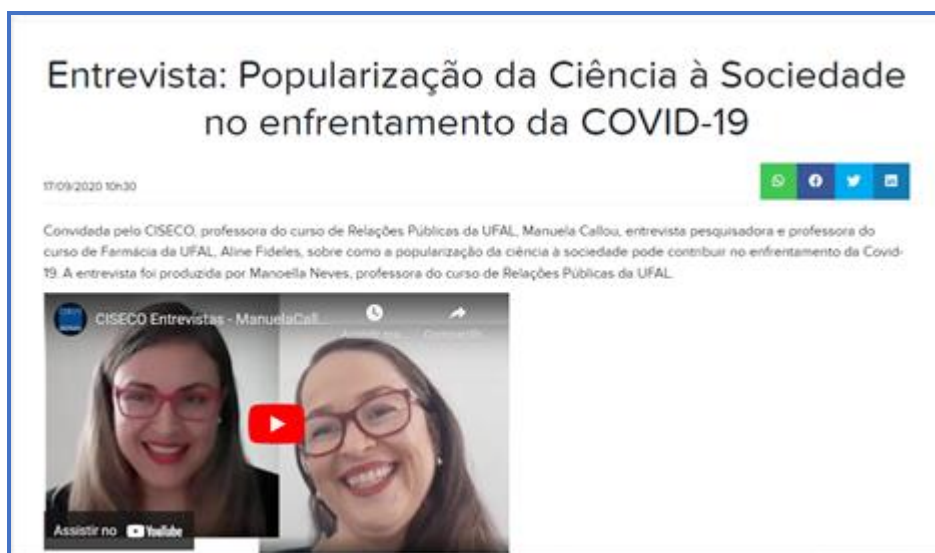 Entrevista: Popularização da Ciência à Sociedade
no enfrentamento da COVID-19
17/09/2020 10h30
Convidada pelo CISECO, professora do curso de Relações Públicas da UFAL, Manuela Callou, entrevista pesquisadora e professora do
curso de Farmácia da UFAL, Aline Fideles, sobre como a popularização da ciência à sociedade pode contribuir no enfrentamento da Covid-
19. A entrevista foi produzida por Manoella Neves, professora do curso de Relações Públicas da UFAL.
CISECO Entrevistas - ManuelaCall...
Assistir no YouTube